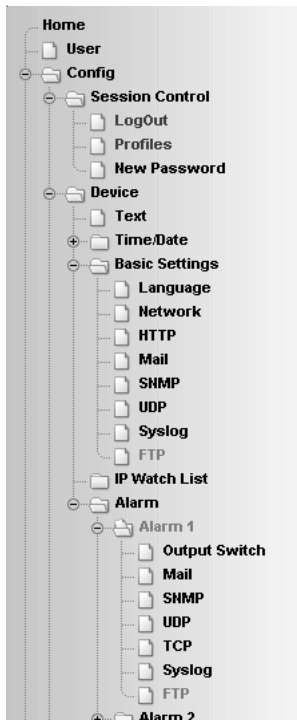 Home
User
Config
Session Control
LogOut
Profiles
New Password
Device
Text
Time/Date
Basic Settings
Language
Network
HTTP
Mail
SNMP
UDP
Syslog
FTP
IP Watch List
Alarm
Alarm 1
Output Switch
Mail
SNMP
UDP
TCP
Syslog
FTP
Alarm 2